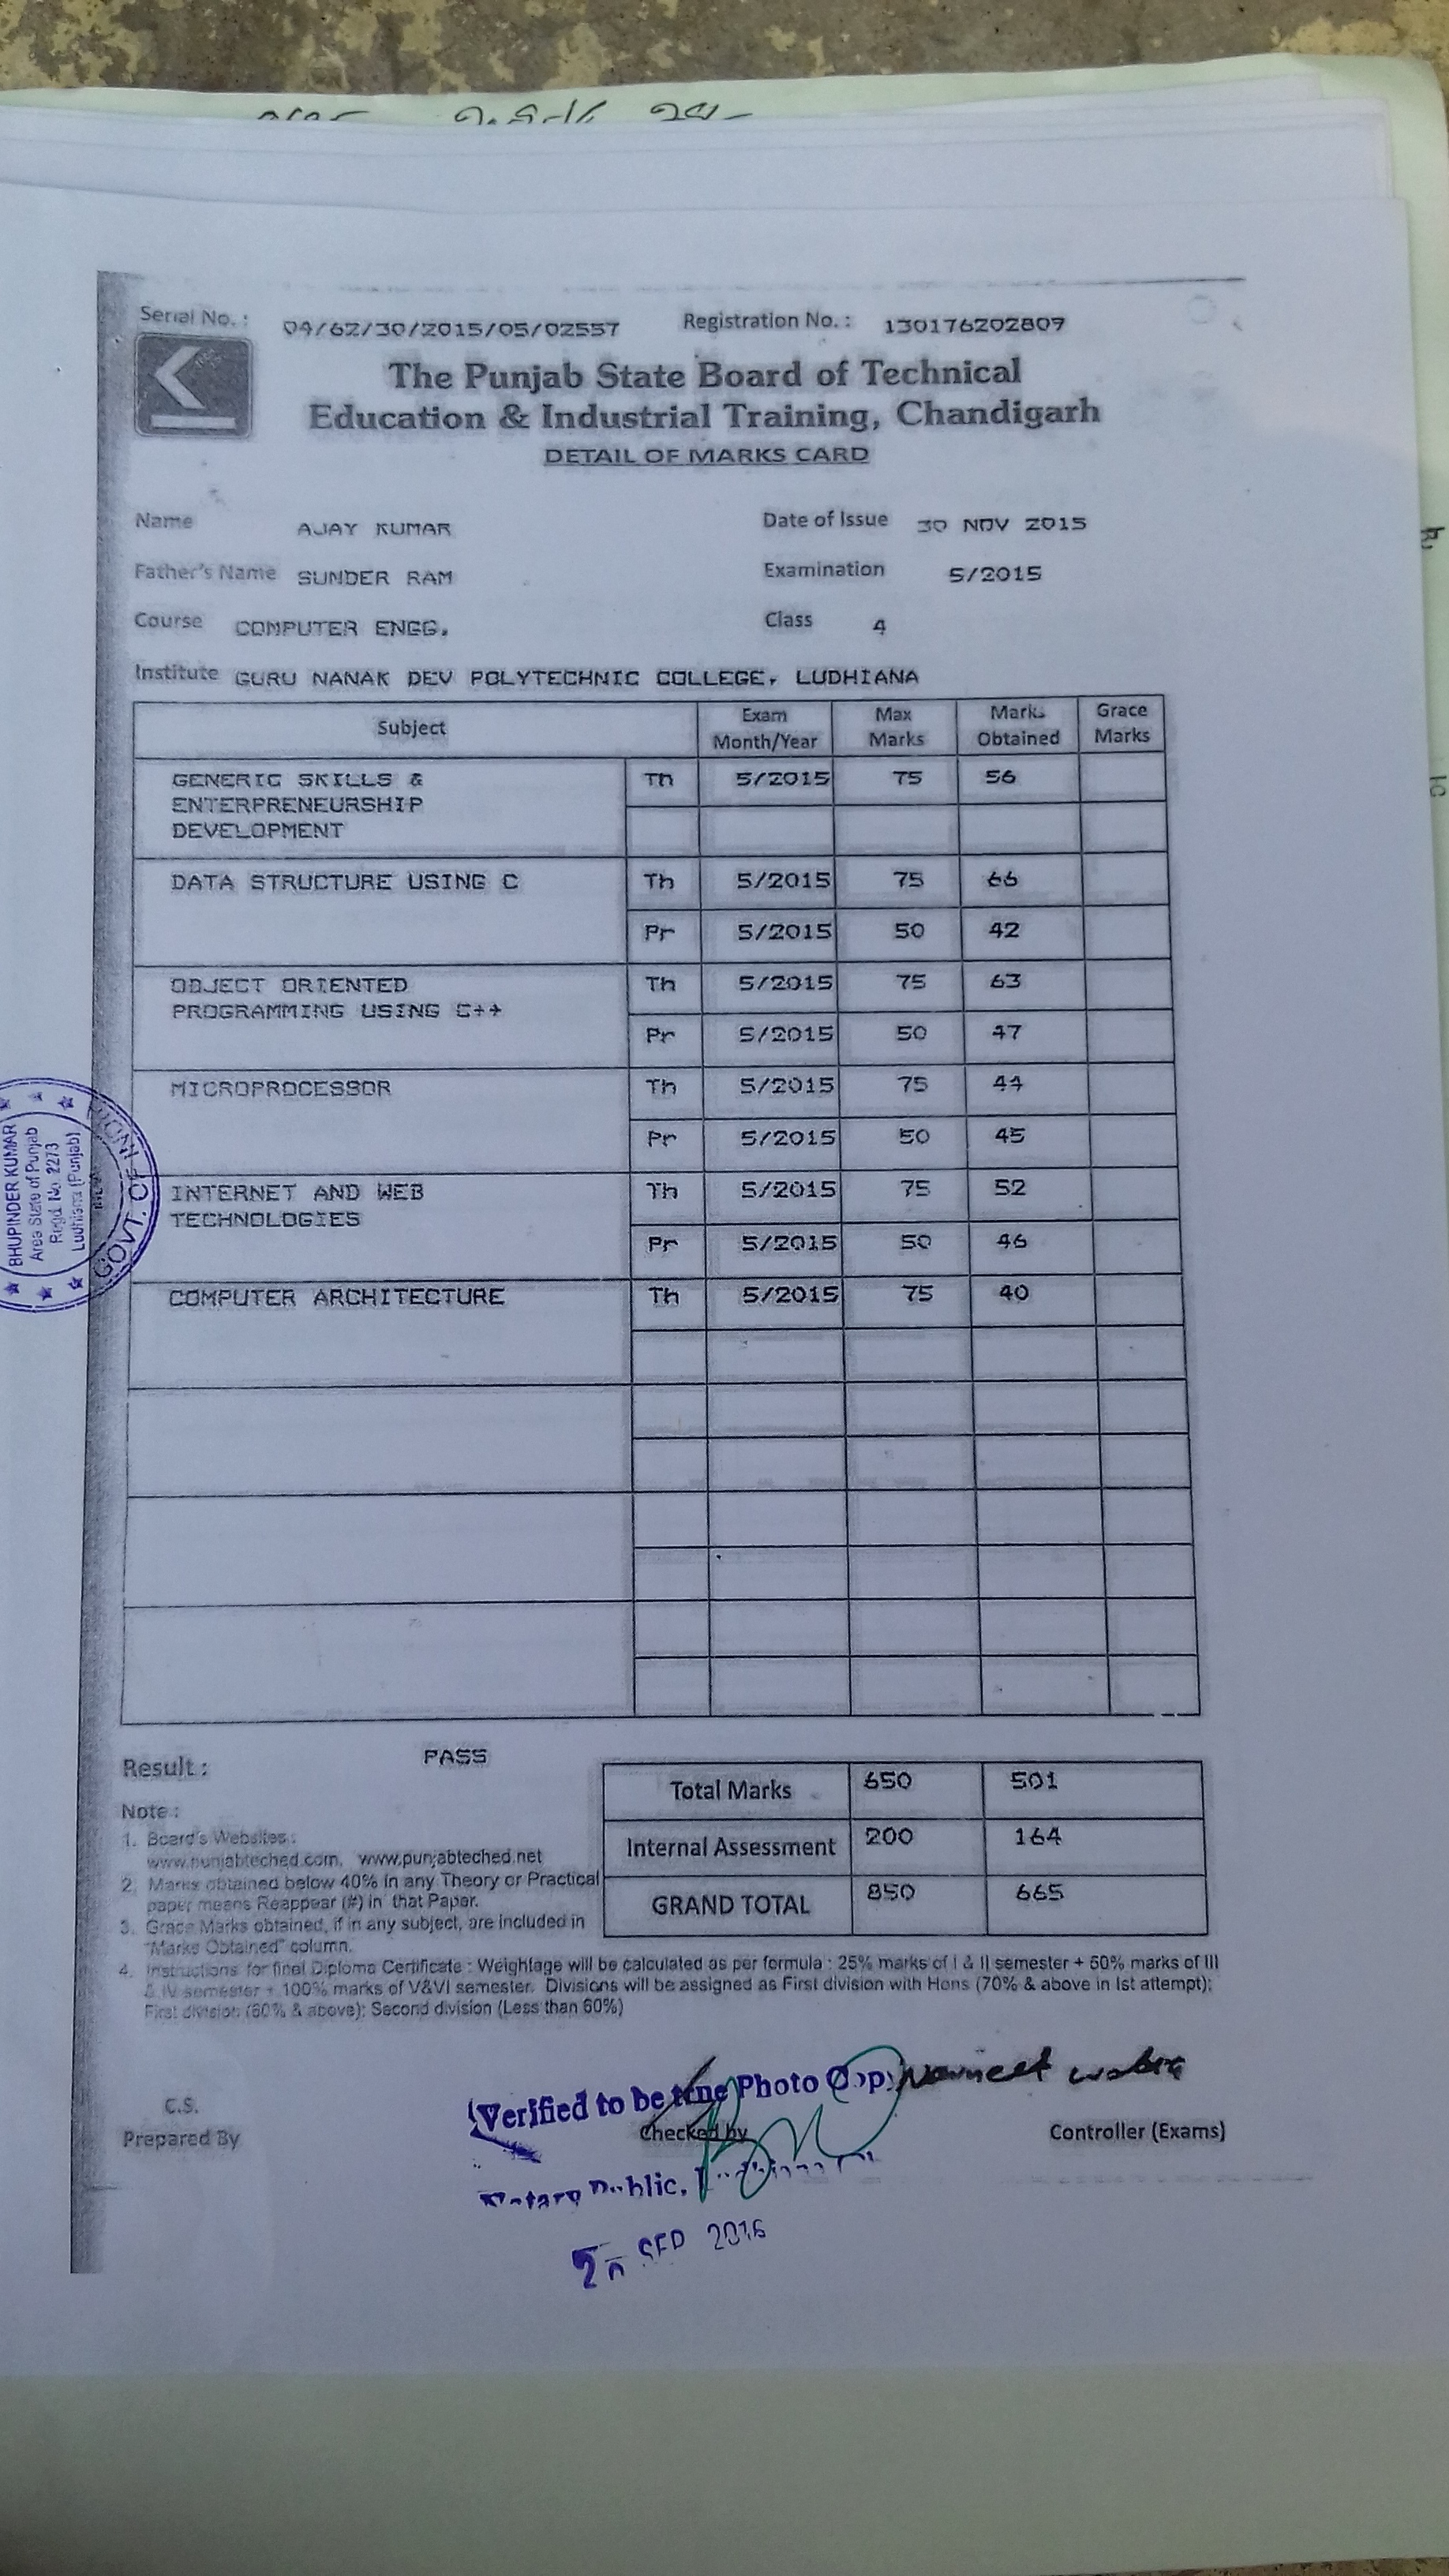 Serial No. : 09/62/30/2015/05/02557 Registration No. : 130176202807
The Punjab State Board of Technical
Education & Industrial Training, Chandigarh
DETAIL OF MARKS CARD
Name AJAY KUMAR Date of Issue 30 NOV 2015
Father's Name SUNDER RAM Examination 5/2015
Course COMPUTER ENGG. Class 4
Institute GURU NANAK DEV POLYTECHNIC COLLEGE, LUDHIANA
Subject Exam Month/Year Max Marks Marks Obtained Grace Marks
GENERIC SKILLS & Th 5/2015 75 56
ENTERPRENEURSHIP
DEVELOPMENT
DATA STRUCTURE USING C Th 5/2015 75 66
Pr 5/2015 50 42
OBJECT ORIENTED Th 5/2015 75 63
PROGRAMMING USING C++ Pr 5/2015 50 47
MICROPROCESSOR Th 5/2015 75 44
Pr 5/2015 50 45
INTERNET AND WEB Th 5/2015 75 52
TECHNOLOGIES Pr 5/2015 50 46
COMPUTER ARCHITECTURE Th 5/2015 75 40
BHUPINDER KUMAR
Area State of Punjab
Regd. No. 2273
Ludhiana (Punjab)
INDIA
GOVT. OF INDIA
Result : PASS
Total Marks 650 501
Internal Assessment 200 164
GRAND TOTAL 850 665
Note :
1. Board's Websites :
www.punjabteched.com, www.punjabteched.net
2. Marks obtained below 40% in any Theory or Practical
paper means Reappear (#) in that Paper.
3. Grace Marks obtained, if in any subject, are included in
"Marks Obtained" column.
4. Instructions for final Diploma Certificate : Weightage will be calculated as per formula : 25% marks of I & II semester + 50% marks of III
& IV semester + 100% marks of V&VI semester. Divisions will be assigned as First division with Hons (70% & above in Ist attempt);
First division (60% & above); Second division (Less than 60%)
Verified to be true Photo Copy
C.S.
Prepared By Checked by Controller (Exams)
Notary Public,
SEP 2016